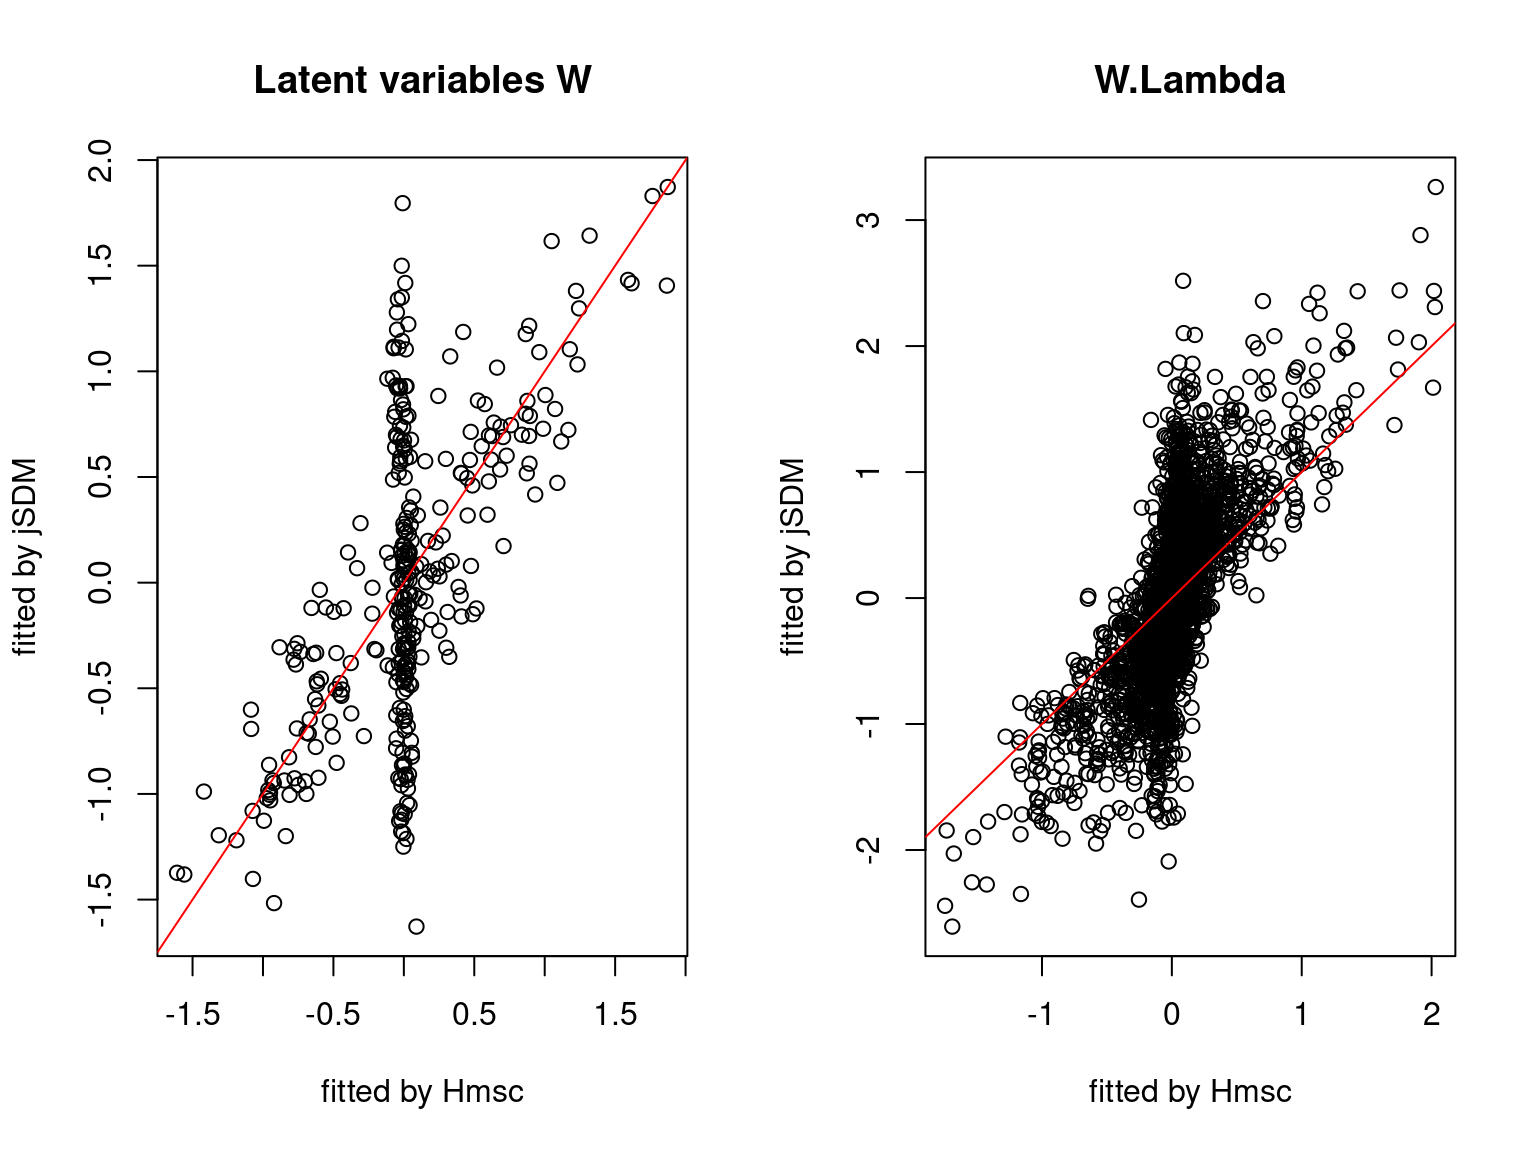 Latent variables W
fitted by jSDM
2.0
1.5
1.0
0.5
0.0
-0.5
-1.0
-1.5
-1.5 -0.5 0.5 1.5
fitted by Hmsc
W.Lambda
fitted by jSDM
3
2
1
0
-1
-2
-1 0 1 2
fitted by Hmsc